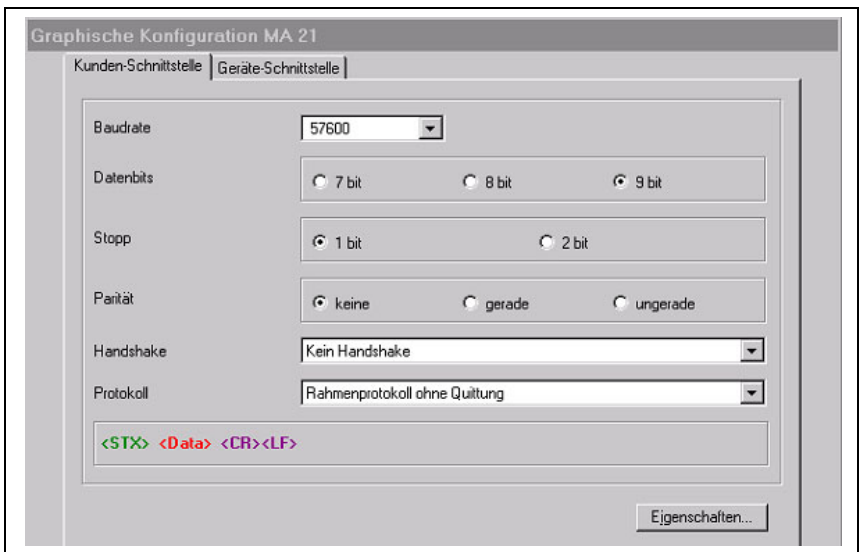 Graphische Konfiguration MA 21
Kunden-Schnittstelle Geräte-Schnittstelle
Baudrate 57600
Datenbits 7 bit 8 bit 9 bit
Stopp 1 bit 2 bit
Parität keine gerade ungerade
Handshake Kein Handshake
Protokoll Rahmenprotokoll ohne Quittung
<STX> <Data> <CR><LF>
Eigenschaften...